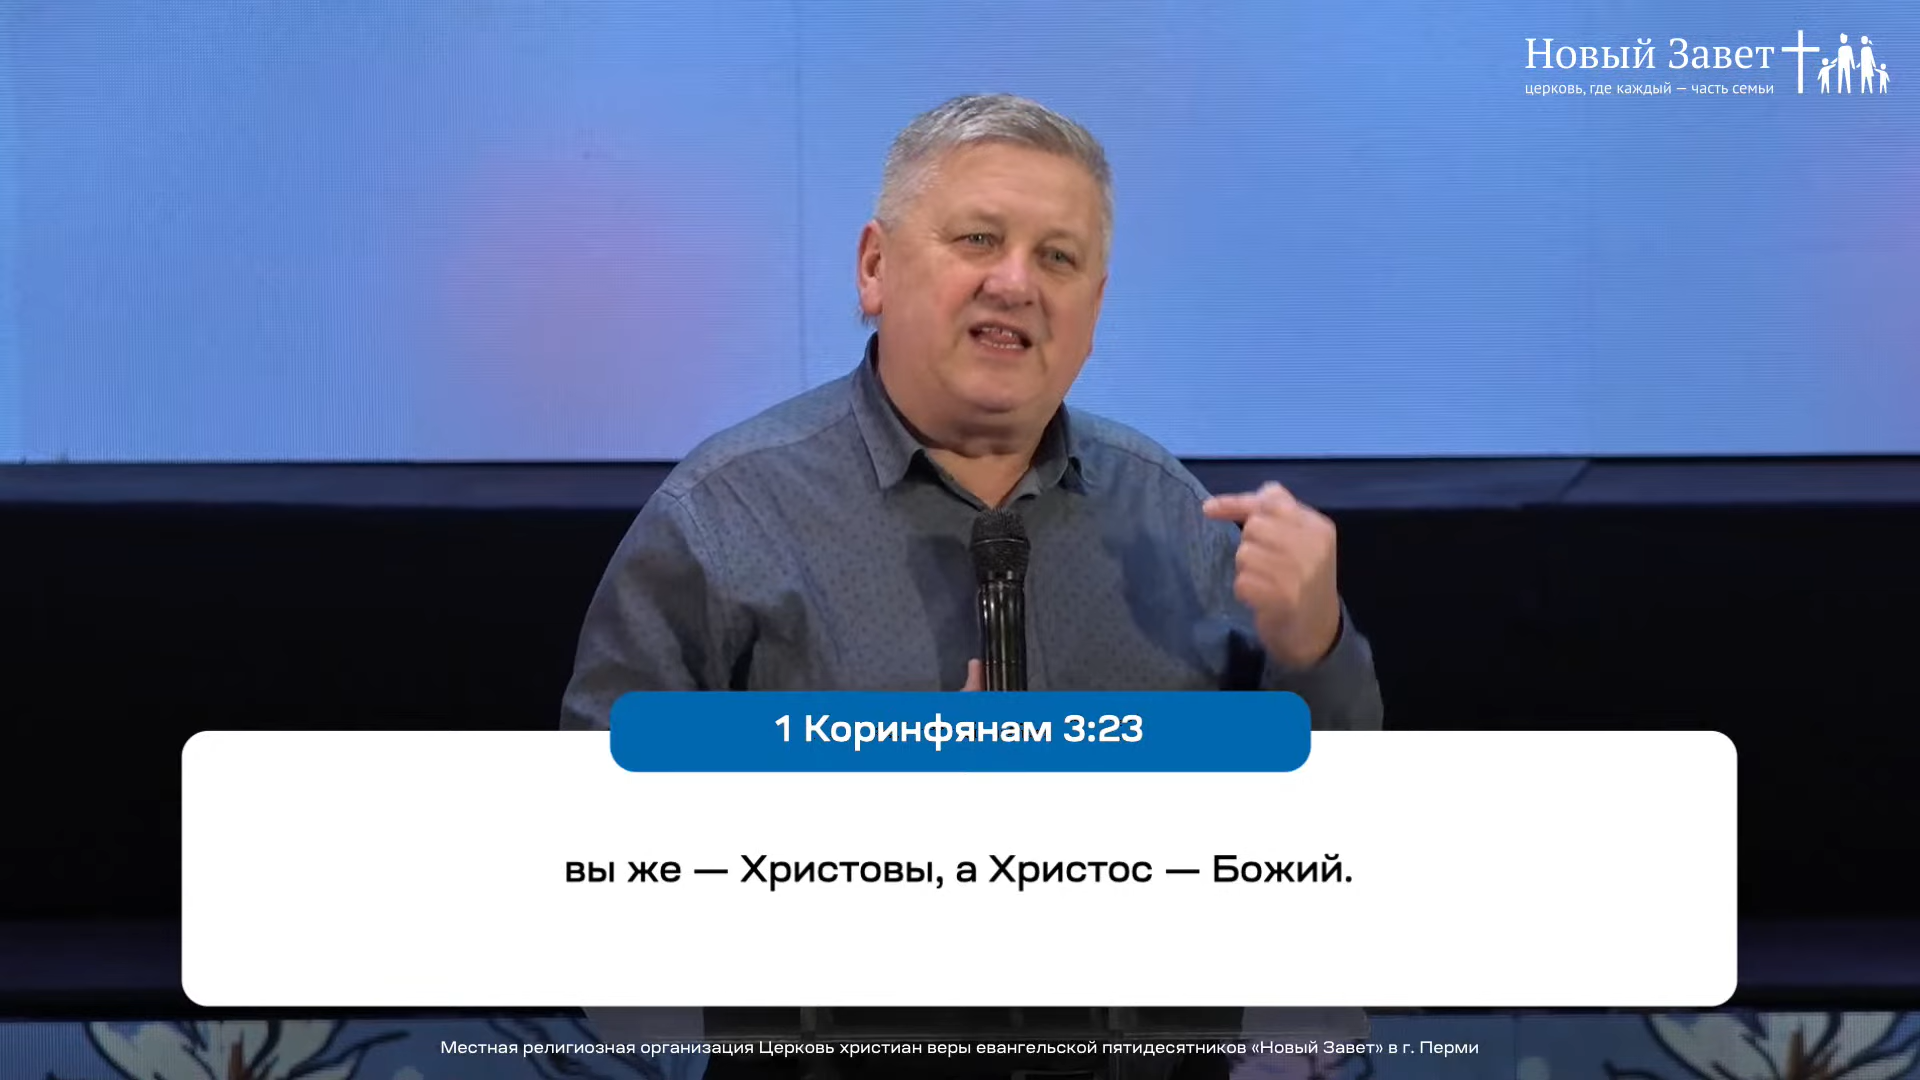 Новый Завет
церковь, где каждый — часть семьи
1 Коринфянам 3:23
вы же — Христовы, а Христос — Божий.
Местная религиозная организация Церковь христиан веры евангельской пятидесятников «Новый Завет» в г. Перми